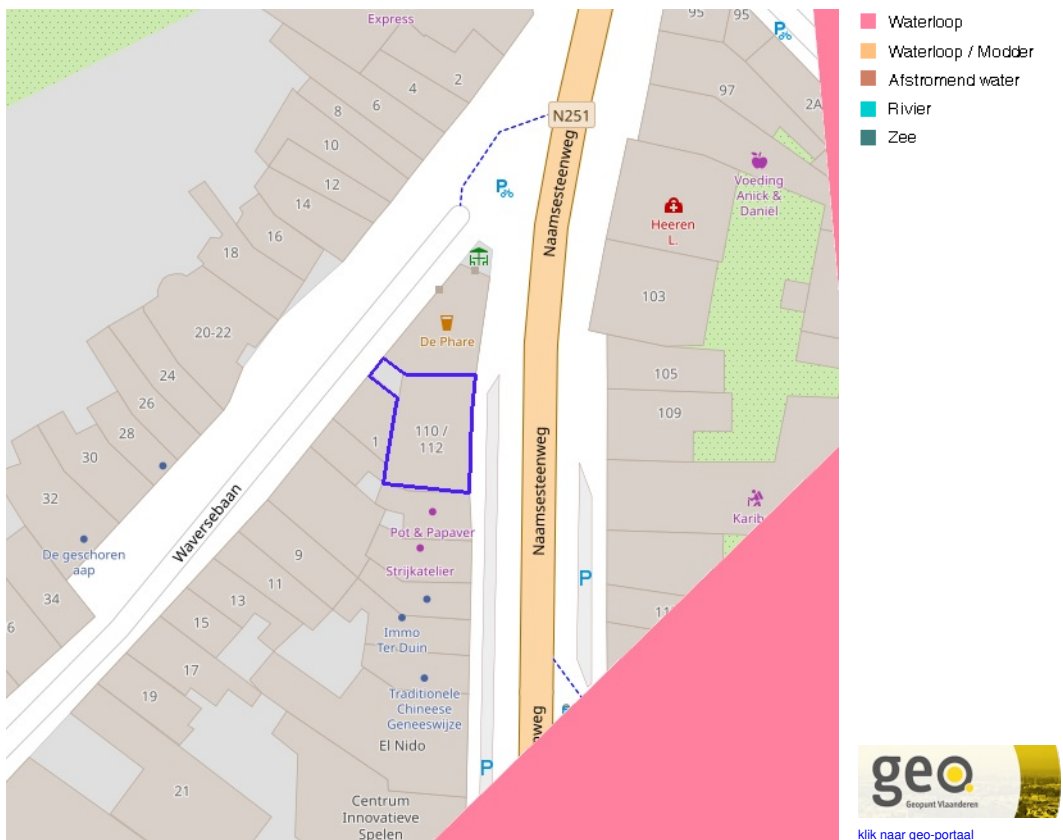 Express
95
95
2
4
6
8
97
2A
N251
10
12
14
16
18
Naamsesteenweg
Voeding
Anick &
Daniël
Heeren
L.
103
20-22
De Phare
24
105
26
109
28
1
110 /
112
30
32
Waversebaan
Naamsesteenweg
Pot & Papaver
De geschoren
aap
Strijkatelier
9
11
13
34
15
6
Immo
Ter Duin
17
19
Traditionele
Chineese
Geneeswijze
El Nido
21
Centrum
Innovatieve
Spelen
P
P
Waterloop
Waterloop / Modder
Afstromend water
Rivier
Zee
geo.
Geopunt Vlaanderen
klik naar geo-portaal